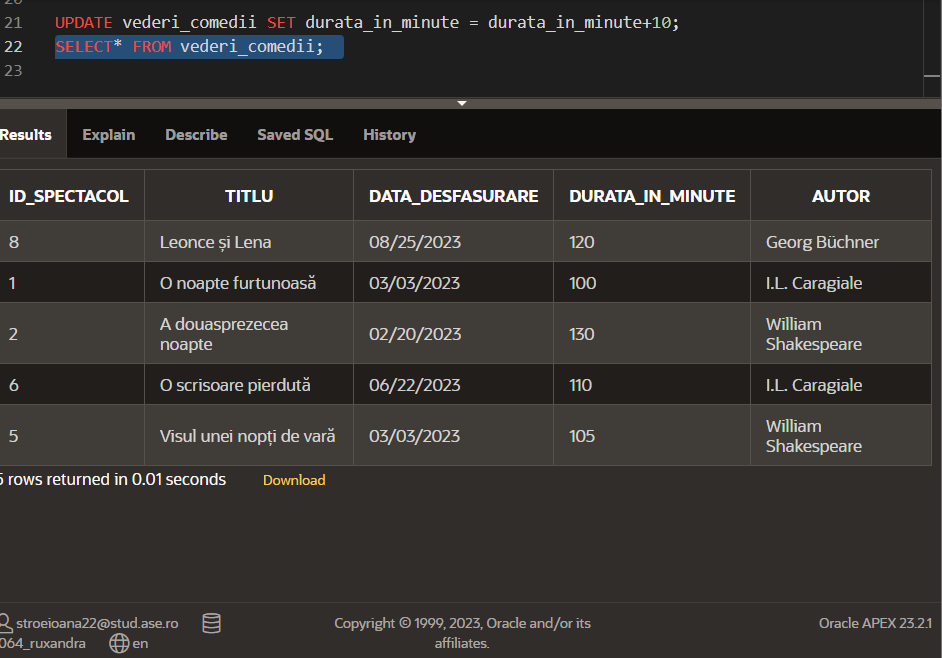 21 UPDATE vederi_comedii SET durata_in_minute = durata_in_minute+10;
22 SELECT* FROM vederi_comedii;
23
Results Explain Describe Saved SQL History
ID_SPECTACOL TITLU DATA_DESFASURARE DURATA_IN_MINUTE AUTOR
8 Leonce și Lena 08/25/2023 120 Georg Büchner
1 O noapte furtunoasă 03/03/2023 100 I.L. Caragiale
2 A douasprezecea noapte 02/20/2023 130 William Shakespeare
6 O scrisoare pierdută 06/22/2023 110 I.L. Caragiale
5 Visul unei nopți de vară 03/03/2023 105 William Shakespeare
5 rows returned in 0.01 seconds Download
stroeioana22@stud.ase.ro Copyright © 1999, 2023, Oracle and/or its Oracle APEX 23.2.1
064_ruxandra en affiliates.